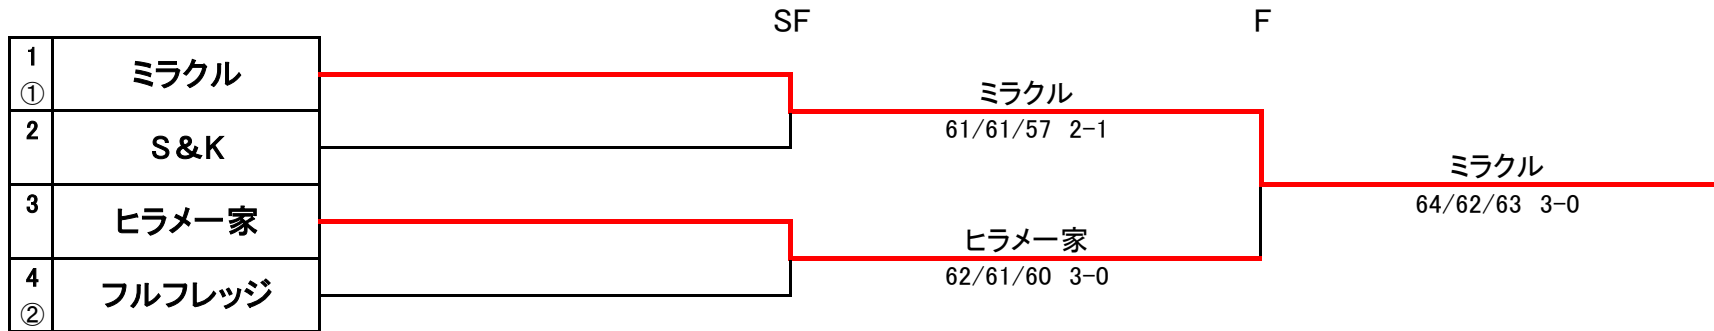 SF
F
1
①
ミラクル
2
S&K
3
ヒラメ一家
4
②
フルフレッジ
ミラクル
61/61/57 2-1
ヒラメ一家
62/61/60 3-0
ミラクル
64/62/63 3-0